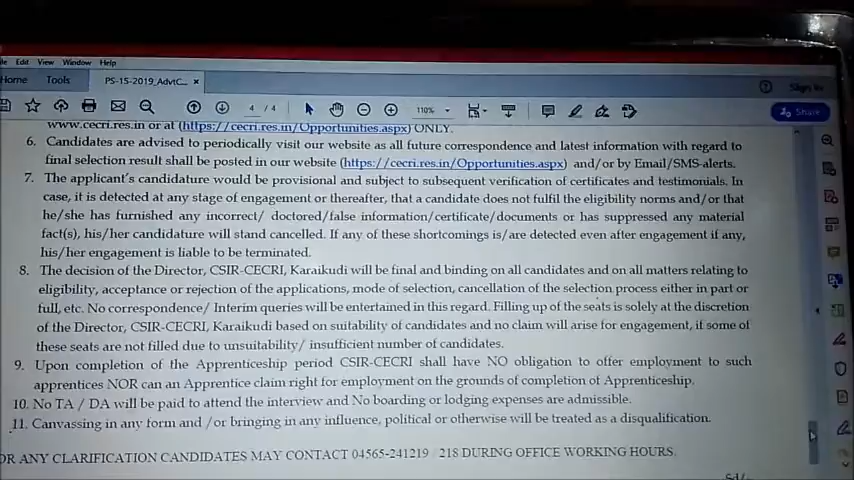 Edit View Window Help
Home Tools PS-15-2019_AdvtC... ×
Sign In
4 / 4 110% Share
www.cecri.res.in or at (https://cecri.res.in/Opportunities.aspx) ONLY.
6. Candidates are advised to periodically visit our website as all future correspondence and latest information with regard to
final selection result shall be posted in our website (https://cecri.res.in/Opportunities.aspx) and/or by Email/SMS-alerts.
7. The applicant's candidature would be provisional and subject to subsequent verification of certificates and testimonials. In
case, it is detected at any stage of engagement or thereafter, that a candidate does not fulfil the eligibility norms and/or that
he/she has furnished any incorrect/ doctored/false information/certificate/documents or has suppressed any material
fact(s), his/her candidature will stand cancelled. If any of these shortcomings is/are detected even after engagement if any,
his/her engagement is liable to be terminated.
8. The decision of the Director, CSIR-CECRI, Karaikudi will be final and binding on all candidates and on all matters relating to
eligibility, acceptance or rejection of the applications, mode of selection, cancellation of the selection process either in part or
full, etc. No correspondence/ Interim queries will be entertained in this regard. Filling up of the seats is solely at the discretion
of the Director, CSIR-CECRI, Karaikudi based on suitability of candidates and no claim will arise for engagement, if some of
these seats are not filled due to unsuitability/ insufficient number of candidates.
9. Upon completion of the Apprenticeship period CSIR-CECRI shall have NO obligation to offer employment to such
apprentices NOR can an Apprentice claim right for employment on the grounds of completion of Apprenticeship.
10. No TA / DA will be paid to attend the interview and No boarding or lodging expenses are admissible.
11. Canvassing in any form and /or bringing in any influence, political or otherwise will be treated as a disqualification.
OR ANY CLARIFICATION CANDIDATES MAY CONTACT 04565-241219 / 218 DURING OFFICE WORKING HOURS.